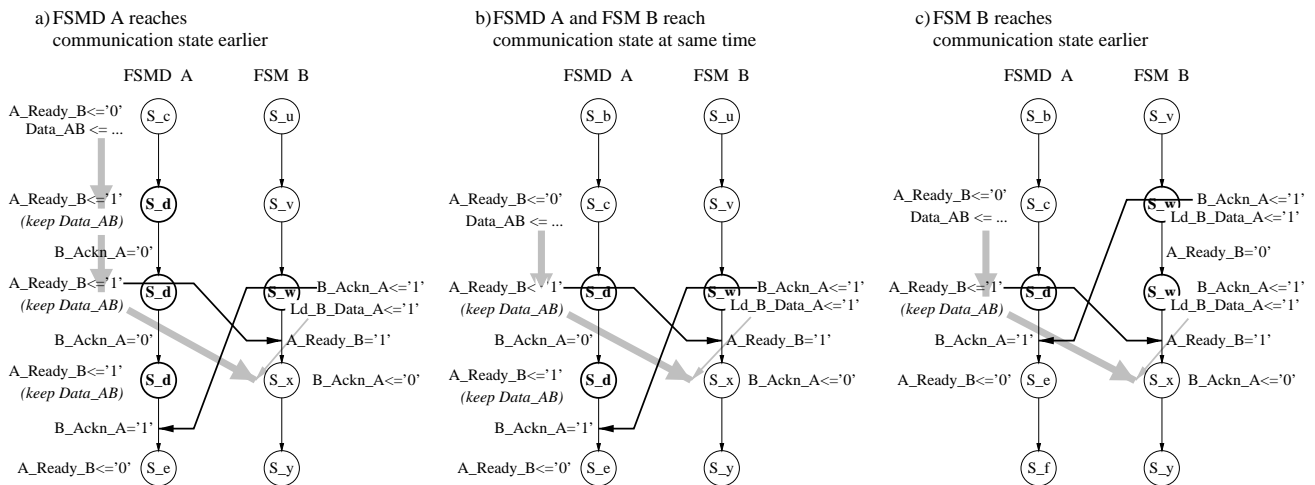 a) FSMD A reaches
communication state earlier
FSMD A
FSM B
A_Ready_B<='0'
Data_AB <= ...
S_c
S_u
A_Ready_B<='1'
(keep Data_AB)
S_d
S_v
B_Ackn_A='0'
A_Ready_B<='1'
(keep Data_AB)
S_d
S_w
B_Ackn_A<='1'
Ld_B_Data_A<='1'
B_Ackn_A='0'
A_Ready_B='1'
A_Ready_B<='1'
(keep Data_AB)
S_d
S_x
B_Ackn_A<='0'
B_Ackn_A='1'
A_Ready_B<='0'
S_e
S_y
b) FSMD A and FSM B reach
communication state at same time
FSMD A
FSM B
S_b
S_u
A_Ready_B<='0'
Data_AB <= ...
S_c
S_v
A_Ready_B<='1'
(keep Data_AB)
S_d
S_w
B_Ackn_A<='1'
Ld_B_Data_A<='1'
B_Ackn_A='0'
A_Ready_B='1'
A_Ready_B<='1'
(keep Data_AB)
S_d
S_x
B_Ackn_A<='0'
B_Ackn_A='1'
A_Ready_B<='0'
S_e
S_y
c) FSM B reaches
communication state earlier
FSMD A
FSM B
S_b
S_v
A_Ready_B<='0'
Data_AB <= ...
S_c
S_w
B_Ackn_A<='1'
Ld_B_Data_A<='1'
A_Ready_B='0'
A_Ready_B<='1'
(keep Data_AB)
S_d
S_w
B_Ackn_A<='1'
Ld_B_Data_A<='1'
B_Ackn_A='1'
A_Ready_B='1'
A_Ready_B<='0'
S_e
S_x
B_Ackn_A<='0'
S_f
S_y